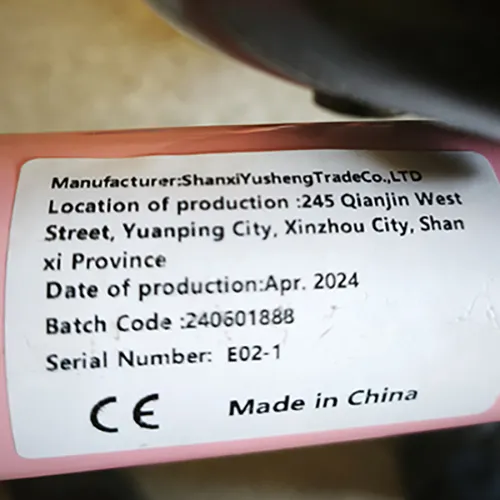 Manufacturer:ShanxiYushengTradeCo.,LTD
Location of production :245 Qianjin West
Street, Yuanping City, Xinzhou City, Shan
xi Province
Date of production:Apr. 2024
Batch Code :240601888
Serial Number: E02-1
CE Made in China